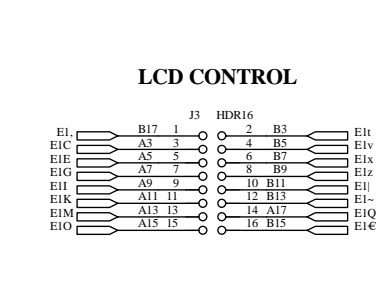 LCD CONTROL
J3 HDR16
E1, B17 1 2 B3 E1t
E1C A3 3 4 B5 E1v
E1E A5 5 6 B7 E1x
E1G A7 7 8 B9 E1z
E1I A9 9 10 B11 E1|
E1K A11 11 12 B13 E1~
E1M A13 13 14 A17 E1Q
E1O A15 15 16 B15 E1€